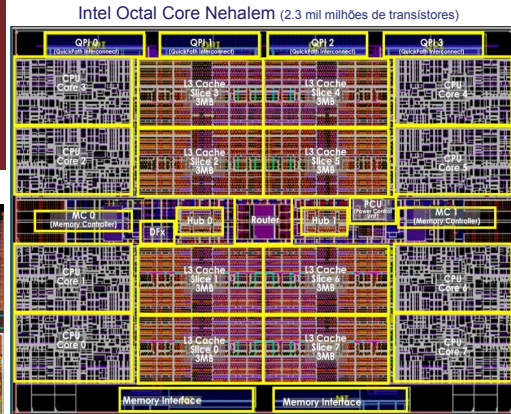 Intel Octal Core Nehalem (2.3 mil milhões de transístores)
QPI 0
(QuickPath Interconnect)
QPI 1
(QuickPath Interconnect)
QPI 2
(QuickPath Interconnect)
QPI 3
(QuickPath Interconnect)
CPU
Core 3
L3 Cache
Slice 3
3MB
L3 Cache
Slice 4
3MB
CPU
Core 4
CPU
Core 2
L3 Cache
Slice 2
3MB
L3 Cache
Slice 5
3MB
CPU
Core 5
MC 0
(Memory Controller)
DFx
Hub 0
Router
Hub 1
PCU
(Power Control
Unit)
MC 1
(Memory Controller)
CPU
Core 1
L3 Cache
Slice 1
3MB
L3 Cache
Slice 6
3MB
CPU
Core 6
CPU
Core 0
L3 Cache
Slice 0
3MB
L3 Cache
Slice 7
3MB
CPU
Core 7
Memory Interface
Memory Interface